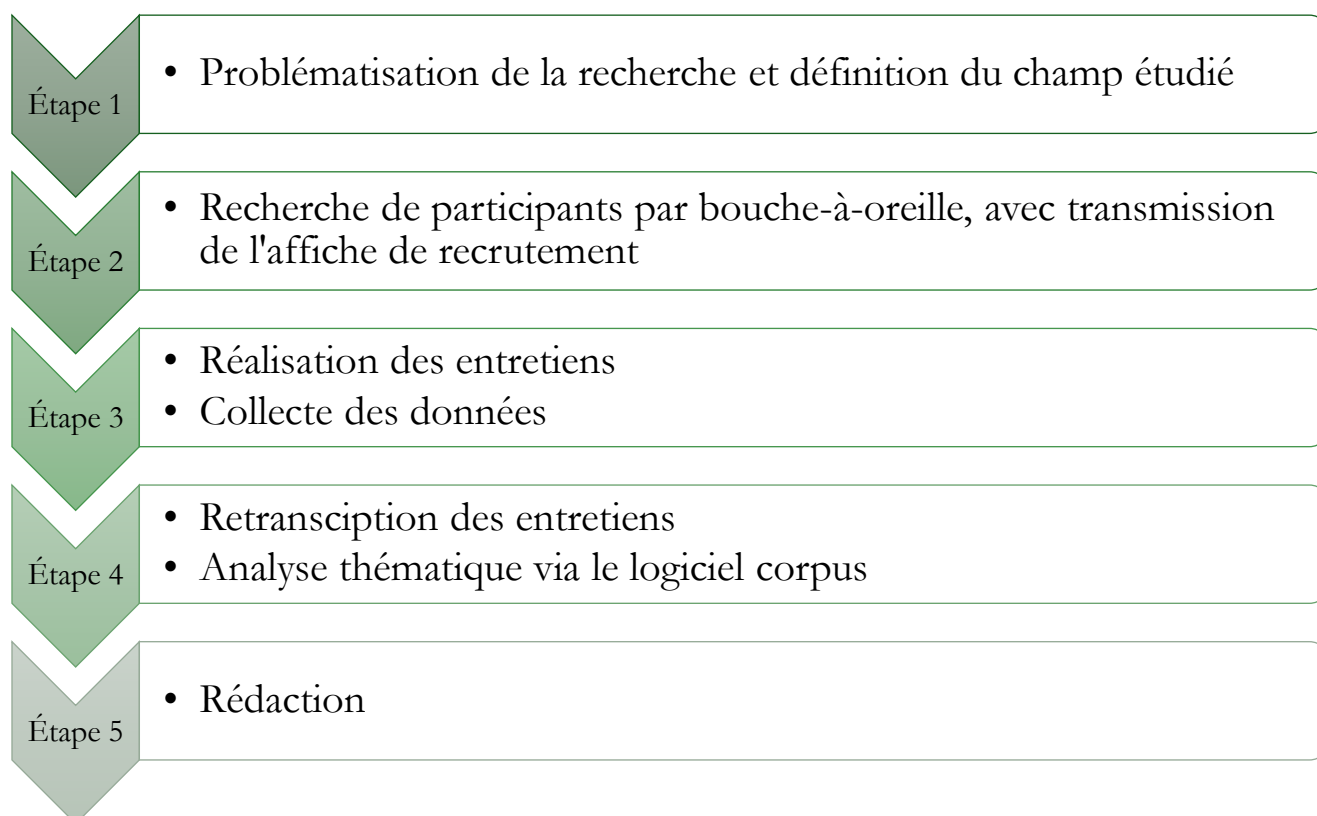 Étape 1
• Problématisation de la recherche et définition du champ étudié
Étape 2
• Recherche de participants par bouche-à-oreille, avec transmission
de l'affiche de recrutement
Étape 3
• Réalisation des entretiens
• Collecte des données
Étape 4
• Retransciption des entretiens
• Analyse thématique via le logiciel corpus
Étape 5
• Rédaction